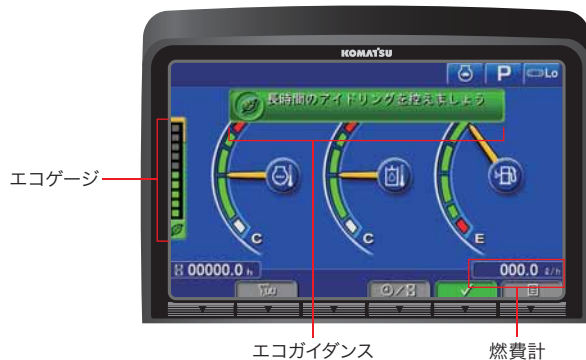 KOMATSU
P
Lo
長時間のアイドリングを控えましょう
エコゲージ
C
C
E
00000.0 h
000.0 ℓ/h
エコガイダンス
燃費計